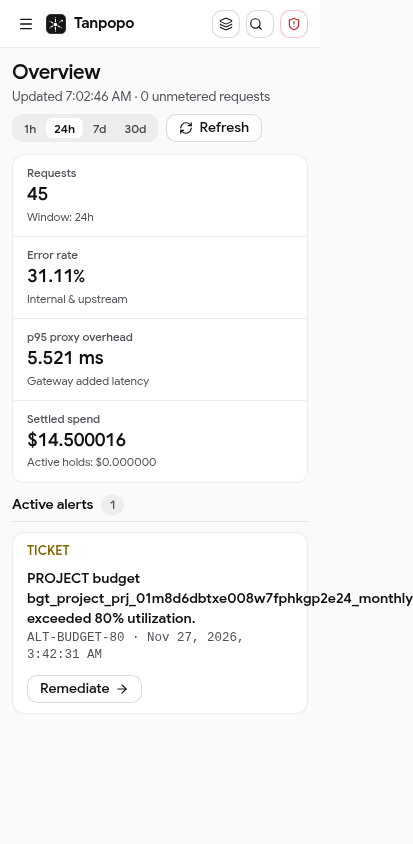 Tanpopo
Overview
Updated 7:02:46 AM · 0 unmetered requests
1h 24h 7d 30d Refresh
Requests
45
Window: 24h
Error rate
31.11%
Internal & upstream
p95 proxy overhead
5.521 ms
Gateway added latency
Settled spend
$14.500016
Active holds: $0.000000
Active alerts 1
TICKET
PROJECT budget
bgt_project_prj_01m8d6dbtxe008w7fphkgp2e24_monthly
exceeded 80% utilization.
ALT-BUDGET-80 · Nov 27, 2026,
3:42:31 AM
Remediate →